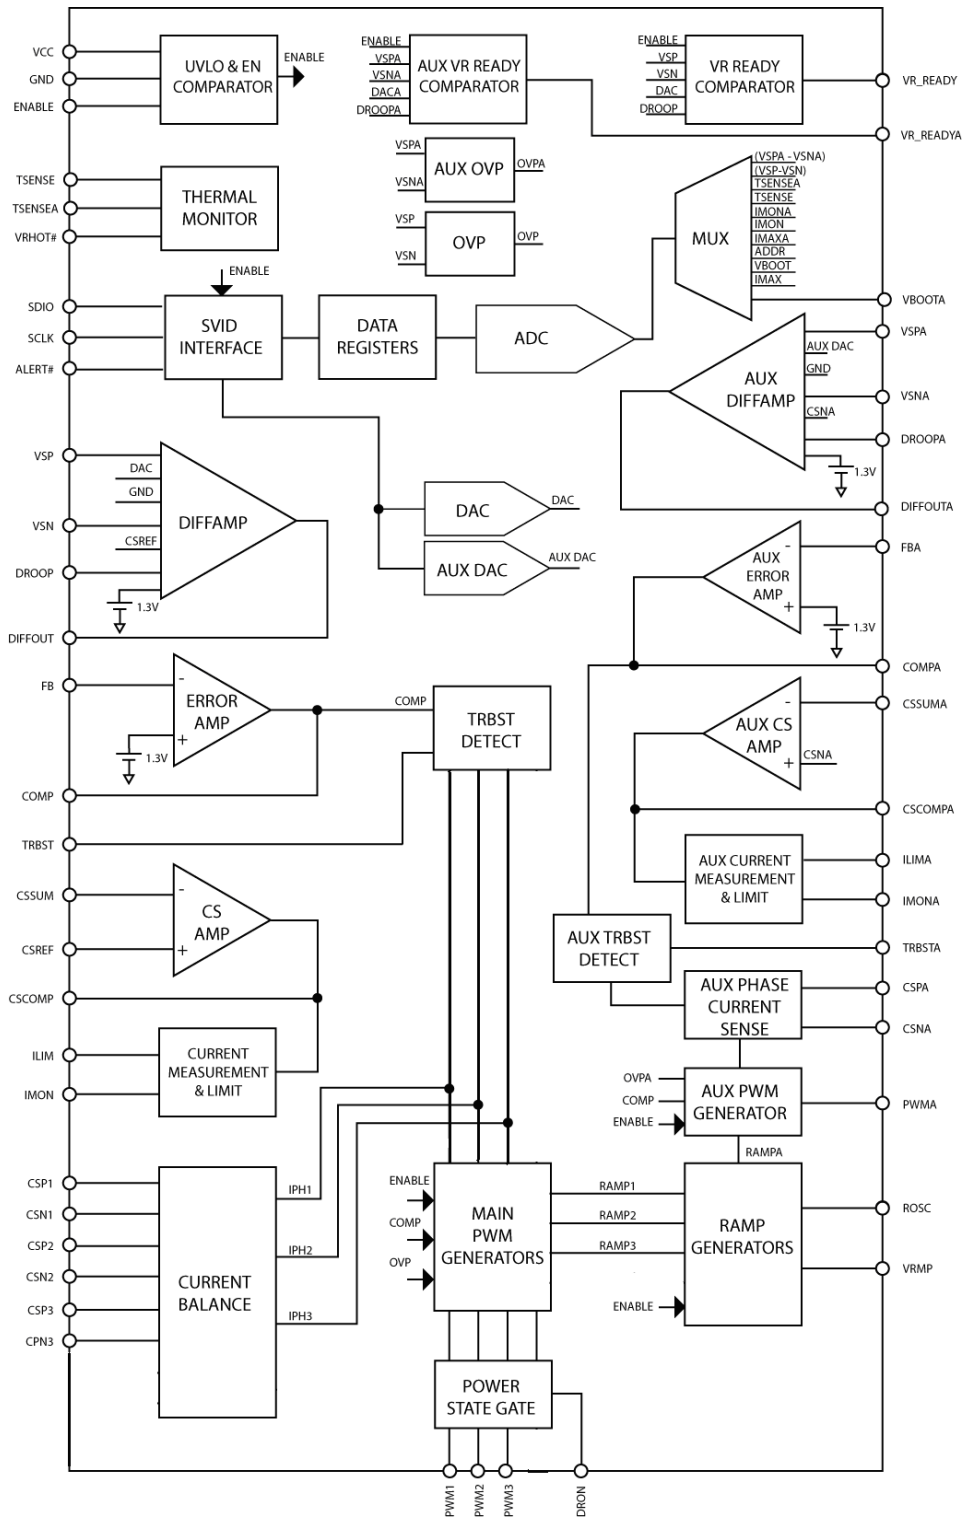 VCC
GND
ENABLE
UVLO & EN
COMPARATOR
ENABLE
ENABLE
VSPA
VSNA
DACA
DROOPA
AUX VR READY
COMPARATOR
ENABLE
VSP
VSN
DAC
DROOP
VR READY
COMPARATOR
VR_READY
VR_READYA
TSENSE
TSENSEA
VRHOT#
THERMAL
MONITOR
VSPA
VSNA
AUX OVP
OVPA
VSP
VSN
OVP
OVP
MUX
(VSPA - VSNA)
(VSP-VSN)
TSENSEA
TSENSE
IMONA
IMON
IMAXA
ADDR
VBOOT
IMAX
VBOOTA
ENABLE
SDIO
SCLK
ALERT#
SVID
INTERFACE
DATA
REGISTERS
ADC
VSPA
AUX DAC
GND
VSNA
CSNA
DROOPA
AUX
DIFFAMP
1.3V
DIFFOUTA
VSP
DAC
GND
VSN
CSREF
DROOP
DIFFAMP
1.3V
DIFFOUT
DAC
DAC
AUX DAC
AUX DAC
FBA
-
AUX
ERROR
AMP
+
1.3V
COMPA
FB
-
ERROR
AMP
+
1.3V
COMP
COMP
TRBST
DETECT
TRBST
CSSUMA
-
AUX CS
AMP
+
CSNA
CSCOMPA
CSSUM
-
CS
AMP
+
CSREF
CSCOMP
AUX CURRENT
MEASUREMENT
& LIMIT
ILIMA
IMONA
AUX TRBST
DETECT
TRBSTA
AUX PHASE
CURRENT
SENSE
CSPA
CSNA
ILIM
IMON
CURRENT
MEASUREMENT
& LIMIT
OVPA
COMP
ENABLE
AUX PWM
GENERATOR
PWMA
RAMPA
CSP1
CSN1
CSP2
CSN2
CSP3
CPN3
CURRENT
BALANCE
IPH1
IPH2
IPH3
ENABLE
COMP
OVP
MAIN
PWM
GENERATORS
RAMP1
RAMP2
RAMP3
ENABLE
RAMP
GENERATORS
ROSC
VRMP
POWER
STATE GATE
PWM1
PWM2
PWM3
DRON